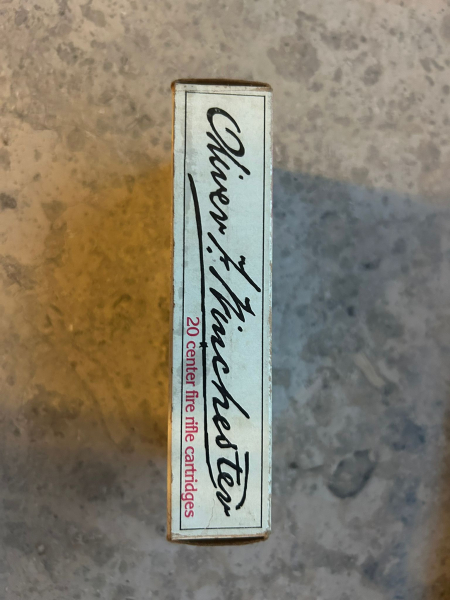 Oliver F. Winchester
20 center fire rifle cartridges